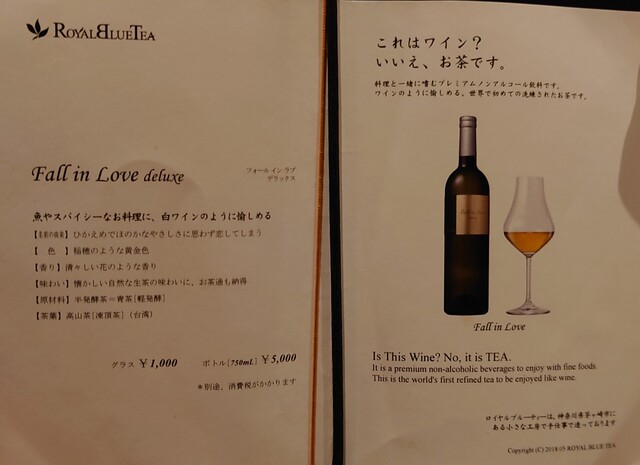 ROYALBLUETEA
Fall in Love deluxe
フォール イン ラブ
デラックス
魚やスパイシーなお料理に、白ワインのように愉しめる
【名前の由来】ひかえめでほのかなやさしさに思わず恋してしまう
【 色 】稲穂のような黄金色
【香り】清々しい花のような香り
【味わい】懐かしい自然な生茶の味わいに、お茶通も納得
【原材料】半発酵茶＝青茶[軽発酵]
【茶葉】高山茶[凍頂茶]（台湾）
グラス ￥1,000 ボトル[750mL] ￥5,000
＊別途、消費税がかかります
これはワイン？
いいえ、お茶です。
料理と一緒に嗜むプレミアムノンアルコール飲料です。
ワインのように愉しめる、世界で初めての洗練されたお茶です。
Fall in Love
Is This Wine? No, it is TEA.
It is a premium non-alcoholic beverages to enjoy with fine foods.
This is the world's first refined tea to be enjoyed like wine.
ロイヤルブルーティーは、神奈川県茅ヶ崎市に
ある小さな工房で手仕事で造っております
Copyright (C) 2018 05 ROYAL BLUE TEA